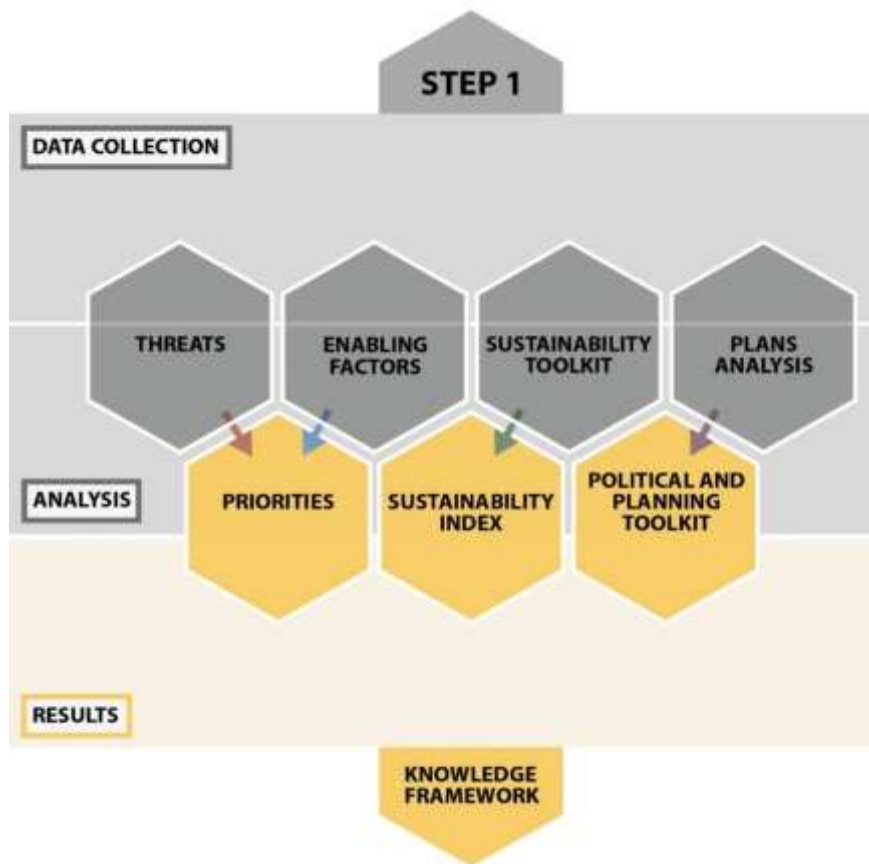 STEP 1
DATA COLLECTION
THREATS
ENABLING
FACTORS
SUSTAINABILITY
TOOLKIT
PLANS
ANALYSIS
ANALYSIS
PRIORITIES
SUSTAINABILITY
INDEX
POLITICAL AND
PLANNING
TOOLKIT
RESULTS
KNOWLEDGE
FRAMEWORK